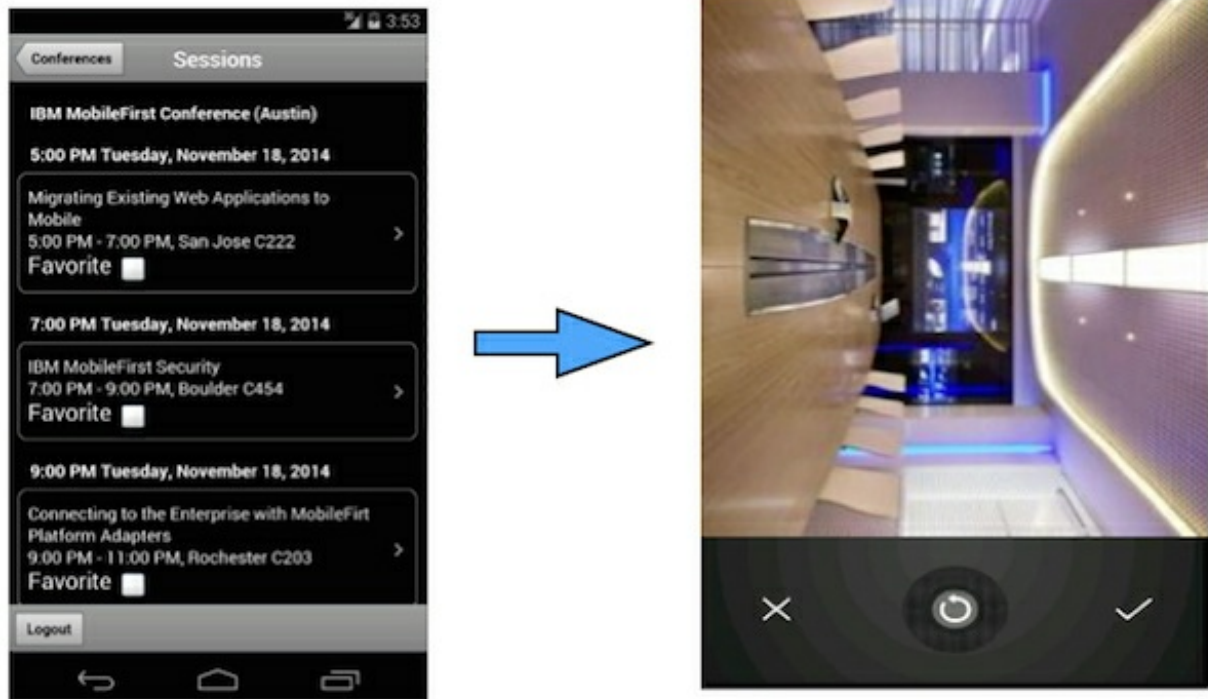 3:53
Conferences
Sessions
IBM MobileFirst Conference (Austin)
5:00 PM Tuesday, November 18, 2014
Migrating Existing Web Applications to
Mobile
5:00 PM - 7:00 PM, San Jose C222
Favorite
7:00 PM Tuesday, November 18, 2014
IBM MobileFirst Security
7:00 PM - 9:00 PM, Boulder C454
Favorite
9:00 PM Tuesday, November 18, 2014
Connecting to the Enterprise with MobileFirt
Platform Adapters
9:00 PM - 11:00 PM, Rochester C203
Favorite
Logout